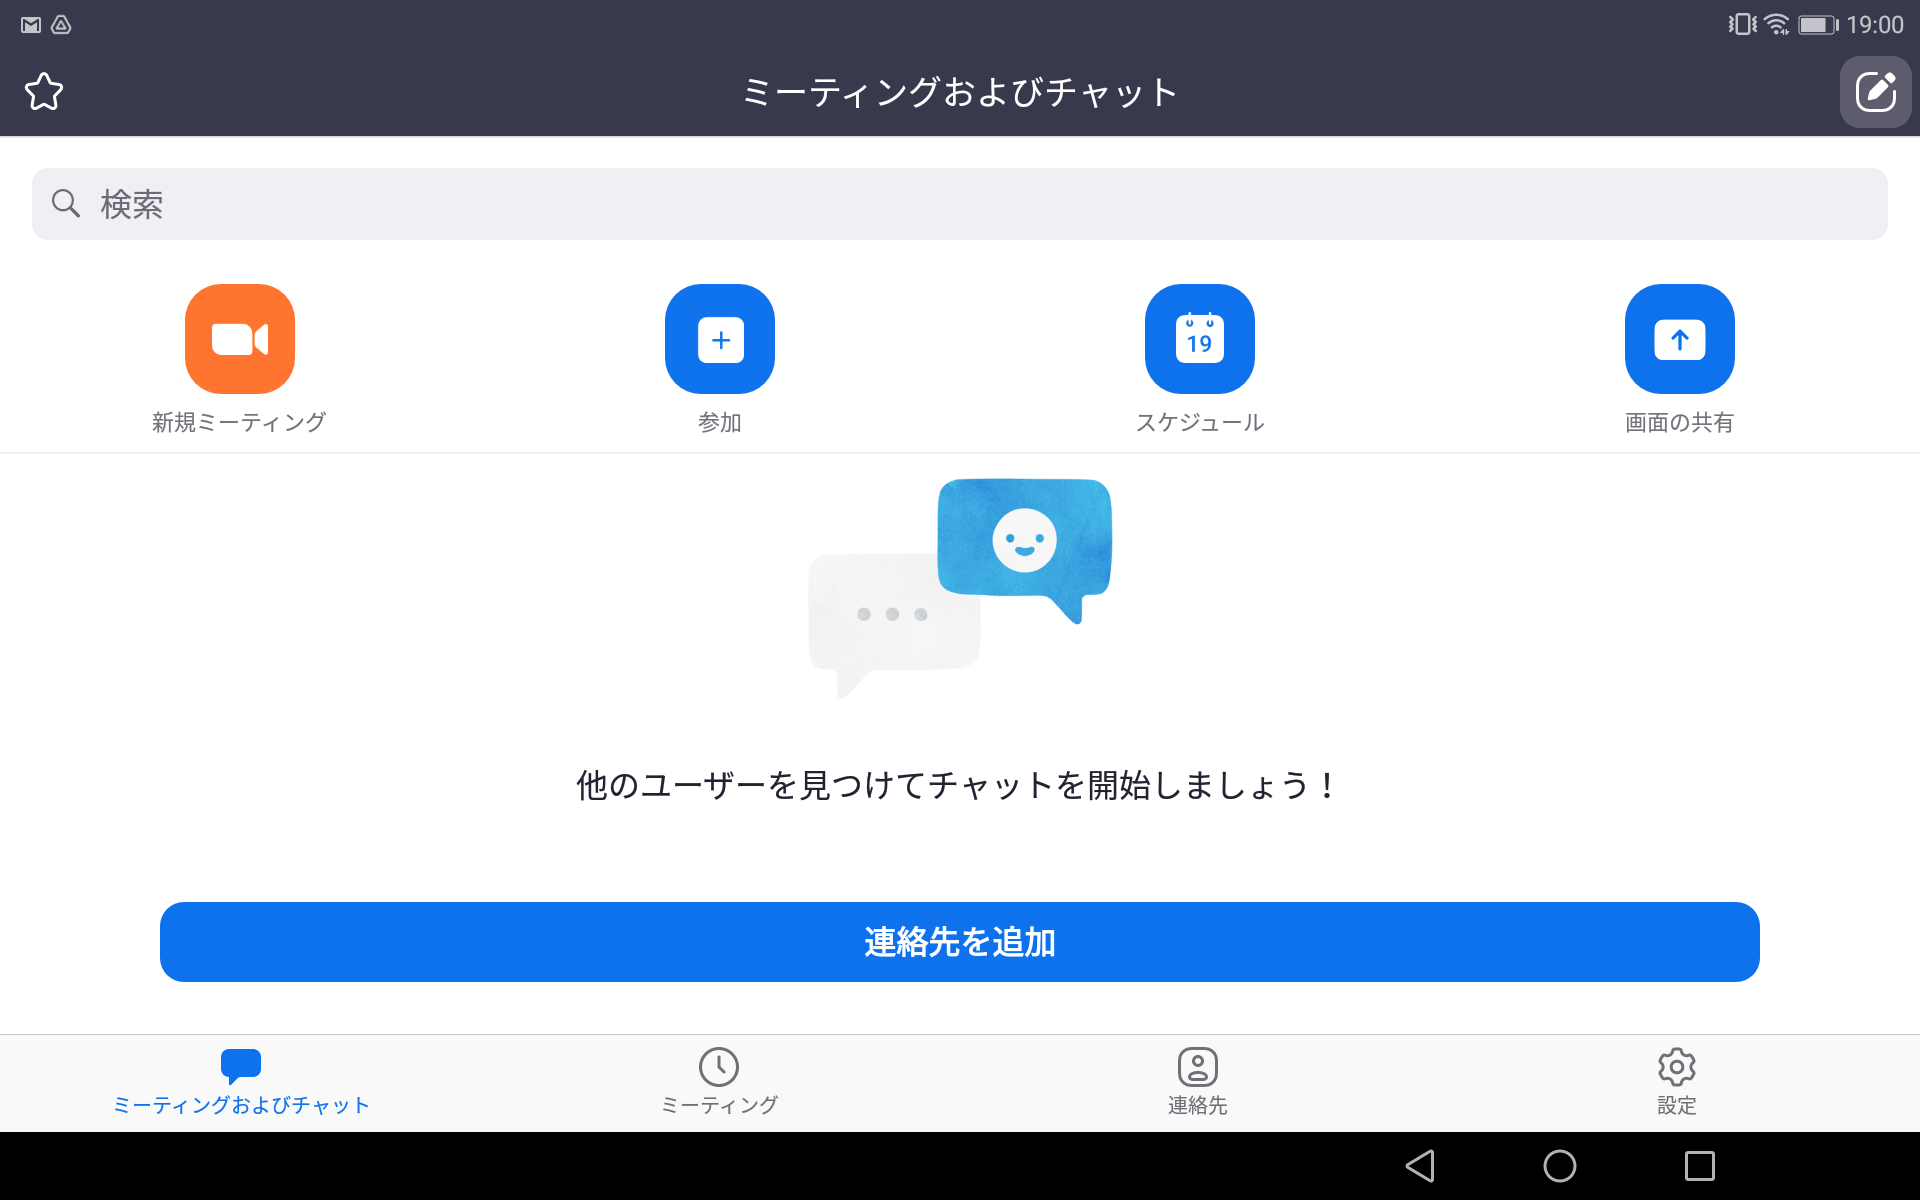 19:00
ミーティングおよびチャット
検索
19
新規ミーティング
参加
スケジュール
画面の共有
他のユーザーを見つけてチャットを開始しましょう！
連絡先を追加
ミーティングおよびチャット
ミーティング
連絡先
設定